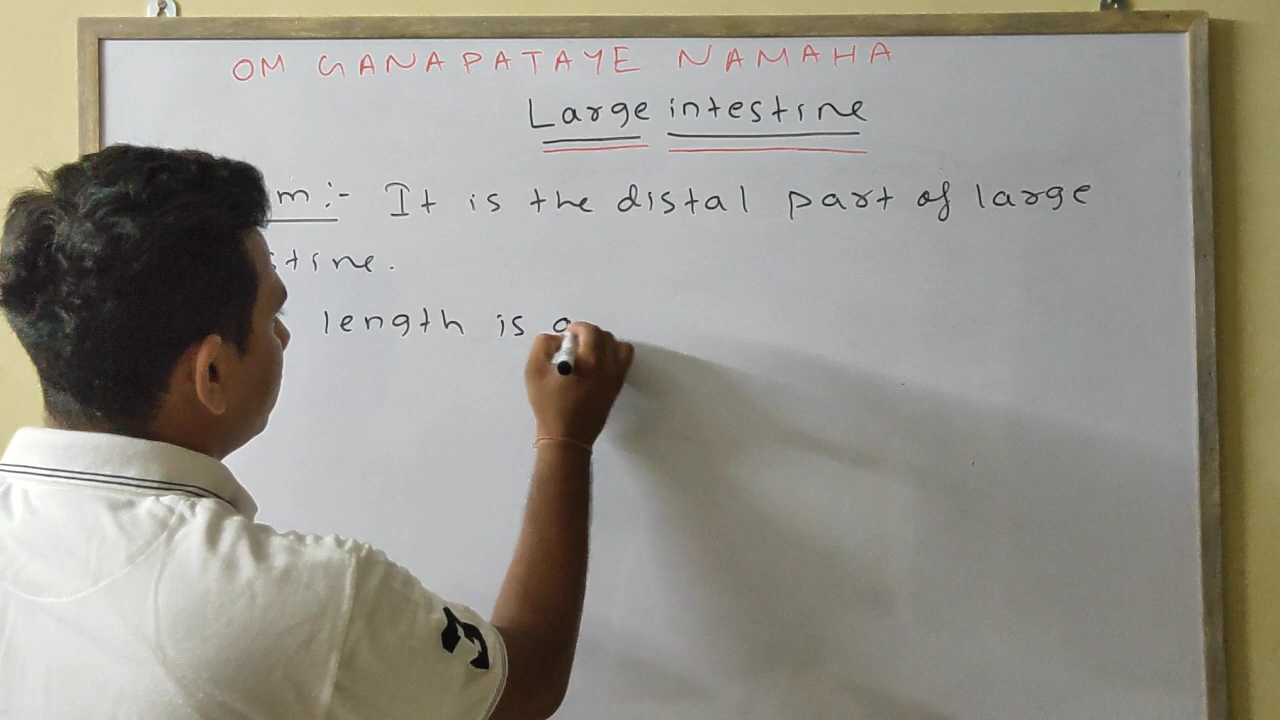 OM GANAPATAYE NAMAHA
Large intestine
m:- It is the distal part of large
stine.
length is